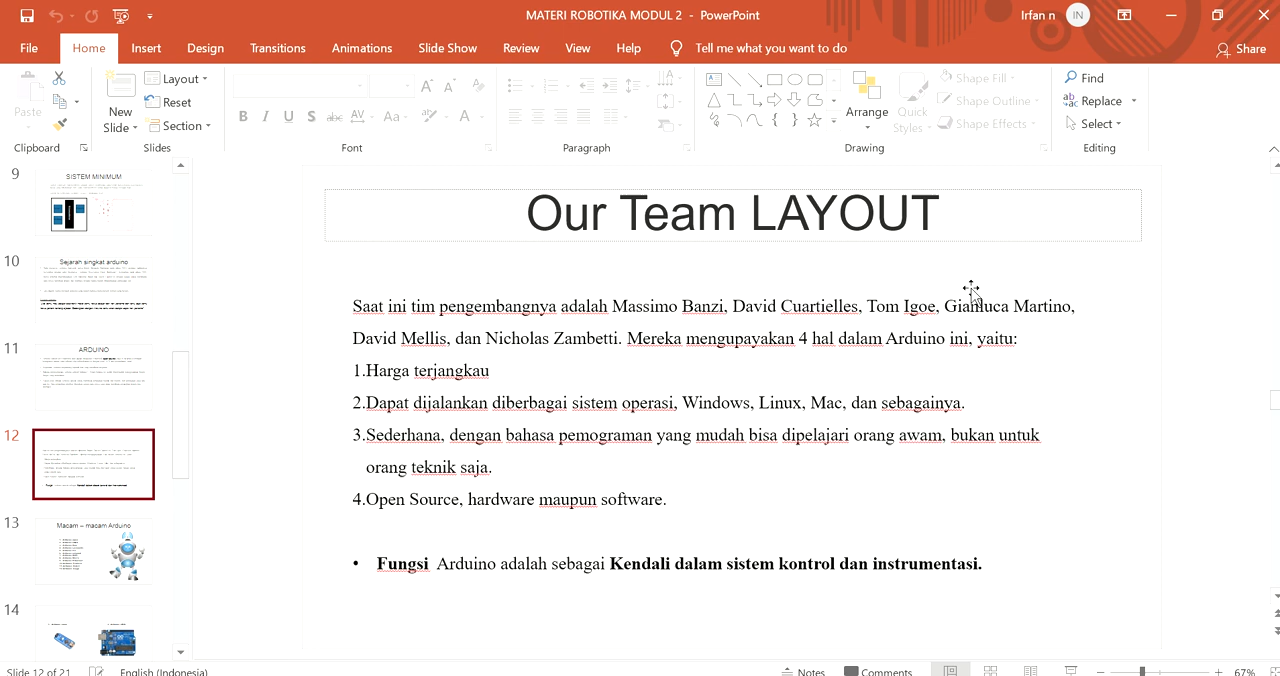 MATERI ROBOTIKA MODUL 2 - PowerPoint
Irfan n
IN
File Home Insert Design Transitions Animations Slide Show Review View Help Tell me what you want to do
Share
Paste
Clipboard
New Slide
Layout
Reset
Section
Slides
B I U S abc AV Aa A
Font
Paragraph
Arrange
Quick Styles
Shape Fill
Shape Outline
Shape Effects
Drawing
Find
Replace
Select
Editing
9
SISTEM MINIMUM
10
Sejarah singkat arduino
11
ARDUINO
12
13
Macam – macam Arduino
14
Our Team LAYOUT
Saat ini tim pengembangnya adalah Massimo Banzi, David Cuartielles, Tom Igoe, Gianluca Martino,
David Mellis, dan Nicholas Zambetti. Mereka mengupayakan 4 hal dalam Arduino ini, yaitu:
1.Harga terjangkau
2.Dapat dijalankan diberbagai sistem operasi, Windows, Linux, Mac, dan sebagainya.
3.Sederhana, dengan bahasa pemograman yang mudah bisa dipelajari orang awam, bukan untuk
orang teknik saja.
4.Open Source, hardware maupun software.
• Fungsi Arduino adalah sebagai Kendali dalam sistem kontrol dan instrumentasi.
Slide 12 of 21
English (Indonesia)
Notes
Comments
67%